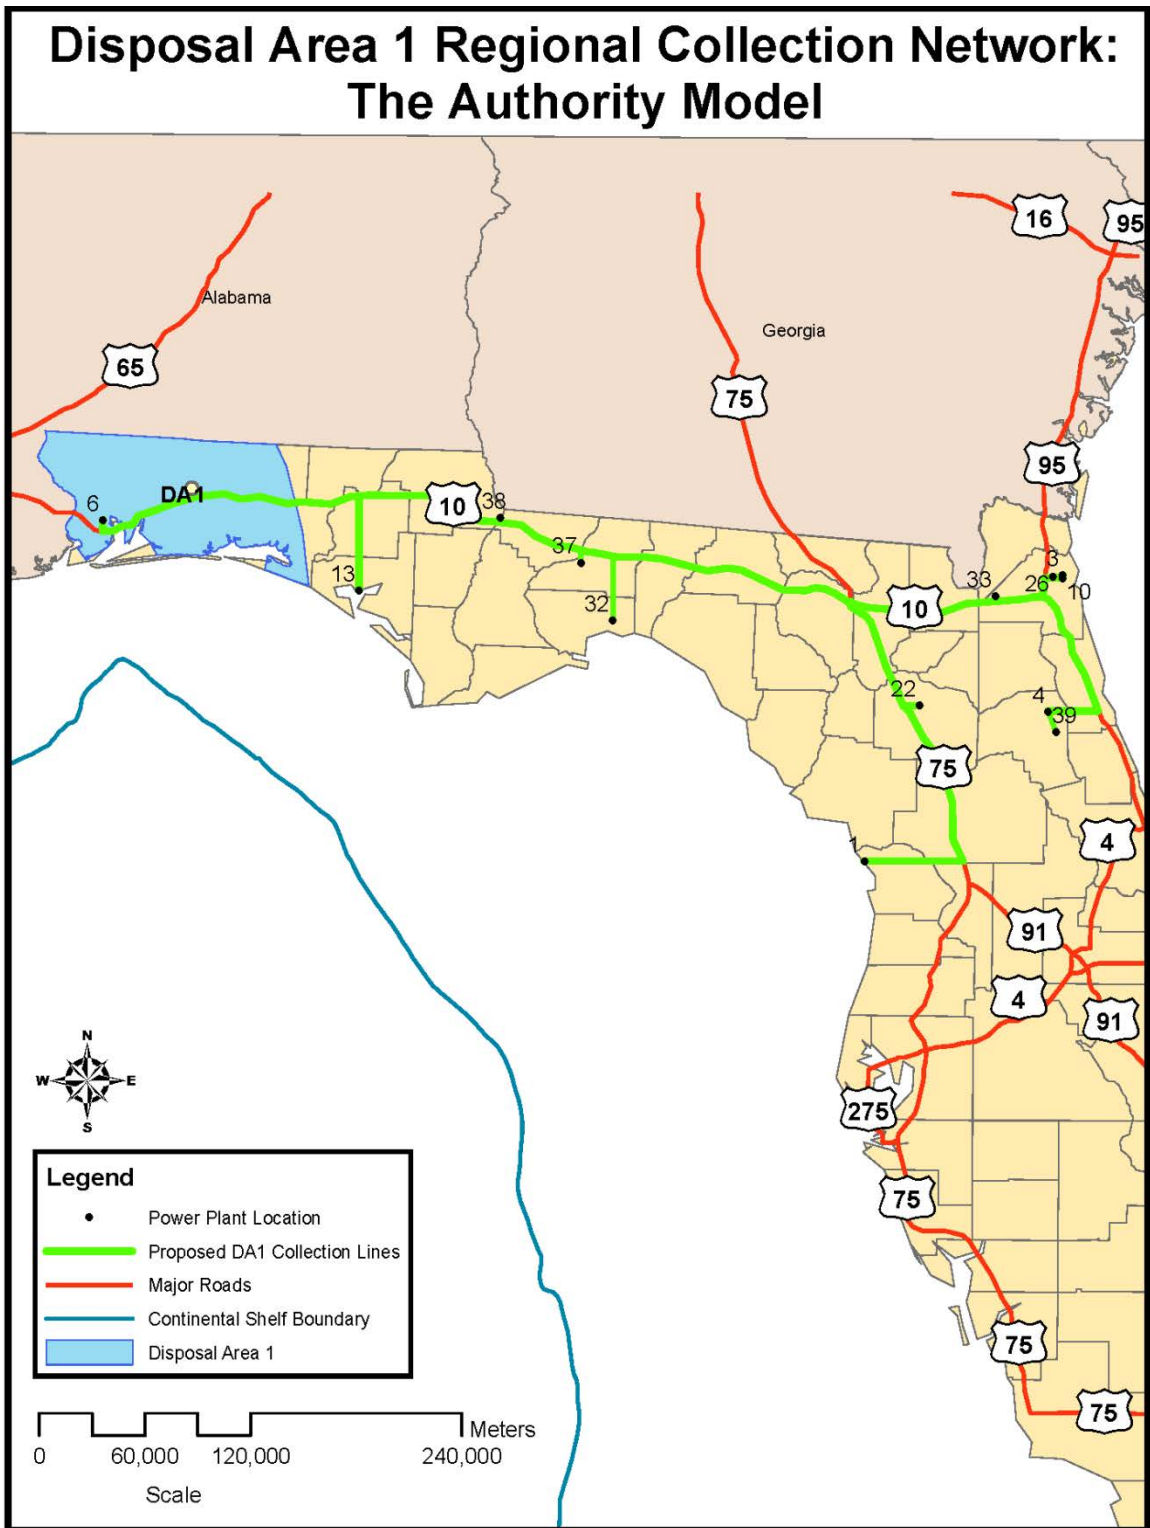 Disposal Area 1 Regional Collection Network:
The Authority Model
16
95
Alabama
Georgia
65
75
95
DA1
6
10
38
37
13
32
3
33
26
10
10
22
4
39
75
1
4
91
4
91
N
W E
S
275
75
Legend
Power Plant Location
Proposed DA1 Collection Lines
Major Roads
Continental Shelf Boundary
Disposal Area 1
75
75
Meters
0 60,000 120,000 240,000
Scale